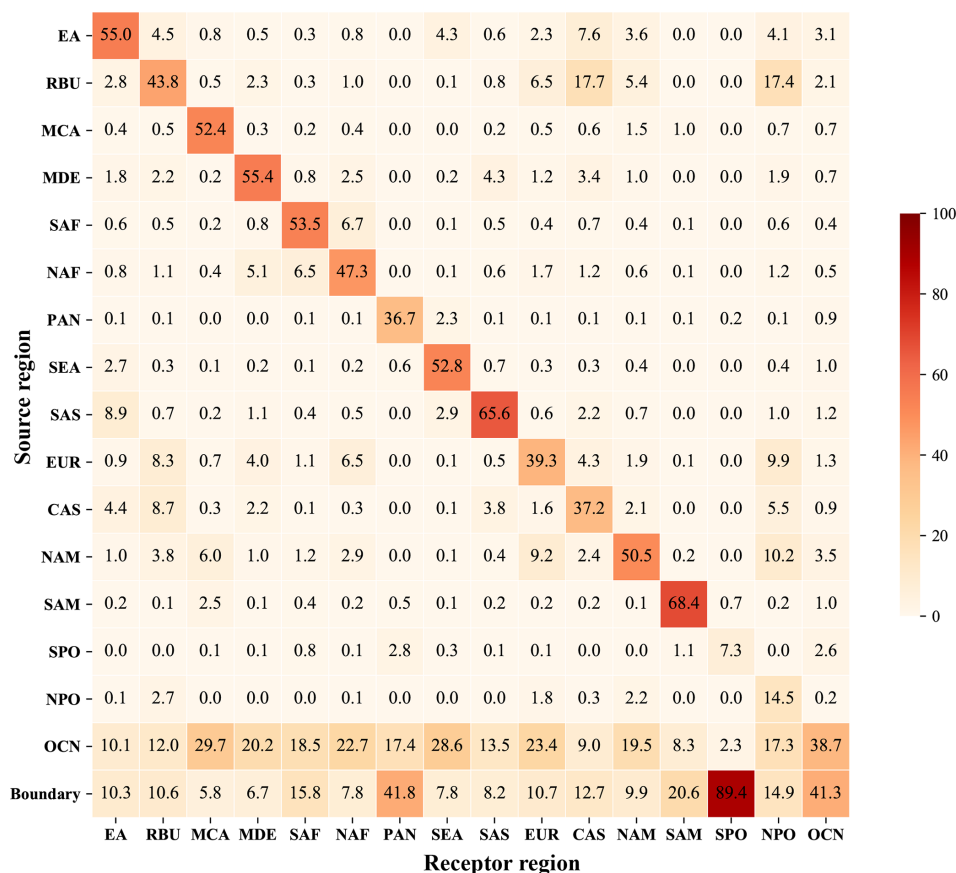 EA 55.0 4.5 0.8 0.5 0.3 0.8 0.0 4.3 0.6 2.3 7.6 3.6 0.0 0.0 4.1 3.1
RBU 2.8 43.8 0.5 2.3 0.3 1.0 0.0 0.1 0.8 6.5 17.7 5.4 0.0 0.0 17.4 2.1
MCA 0.4 0.5 52.4 0.3 0.2 0.4 0.0 0.0 0.2 0.5 0.6 1.5 1.0 0.0 0.7 0.7
MDE 1.8 2.2 0.2 55.4 0.8 2.5 0.0 0.2 4.3 1.2 3.4 1.0 0.0 0.0 1.9 0.7
SAF 0.6 0.5 0.2 0.8 53.5 6.7 0.0 0.1 0.5 0.4 0.7 0.4 0.1 0.0 0.6 0.4
NAF 0.8 1.1 0.4 5.1 6.5 47.3 0.0 0.1 0.6 1.7 1.2 0.6 0.1 0.0 1.2 0.5
PAN 0.1 0.1 0.0 0.0 0.1 0.1 36.7 2.3 0.1 0.1 0.1 0.1 0.1 0.2 0.1 0.9
SEA 2.7 0.3 0.1 0.2 0.1 0.2 0.6 52.8 0.7 0.3 0.3 0.4 0.0 0.0 0.4 1.0
SAS 8.9 0.7 0.2 1.1 0.4 0.5 0.0 2.9 65.6 0.6 2.2 0.7 0.0 0.0 1.0 1.2
EUR 0.9 8.3 0.7 4.0 1.1 6.5 0.0 0.1 0.5 39.3 4.3 1.9 0.1 0.0 9.9 1.3
CAS 4.4 8.7 0.3 2.2 0.1 0.3 0.0 0.1 3.8 1.6 37.2 2.1 0.0 0.0 5.5 0.9
NAM 1.0 3.8 6.0 1.0 1.2 2.9 0.0 0.1 0.4 9.2 2.4 50.5 0.2 0.0 10.2 3.5
SAM 0.2 0.1 2.5 0.1 0.4 0.2 0.5 0.1 0.2 0.2 0.2 0.1 68.4 0.7 0.2 1.0
SPO 0.0 0.0 0.1 0.1 0.8 0.1 2.8 0.3 0.1 0.1 0.0 0.0 1.1 7.3 0.0 2.6
NPO 0.1 2.7 0.0 0.0 0.0 0.1 0.0 0.0 0.0 1.8 0.3 2.2 0.0 0.0 14.5 0.2
OCN 10.1 12.0 29.7 20.2 18.5 22.7 17.4 28.6 13.5 23.4 9.0 19.5 8.3 2.3 17.3 38.7
Boundary 10.3 10.6 5.8 6.7 15.8 7.8 41.8 7.8 8.2 10.7 12.7 9.9 20.6 89.4 14.9 41.3
EA RBU MCA MDE SAF NAF PAN SEA SAS EUR CAS NAM SAM SPO NPO OCN
Receptor region
Source region
100
80
60
40
20
0